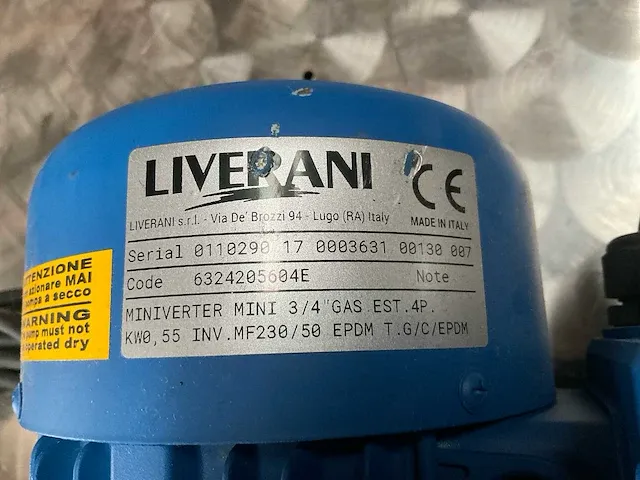 LIVERANI
CE
LIVERANI s.r.l. - Via De' Brozzi 94 - Lugo (RA) Italy
MADE IN ITALY
Serial 0110290 17 0003631 00130 007
Code 6324205604E Note
MINIVERTER MINI 3/4"GAS.EST.4P.
KW0,55 INV.MF230/50 EPDM T.G/C/EPDM
ATTENZIONE
azionare MAI
a secco
WARNING
pump must not
operated dry